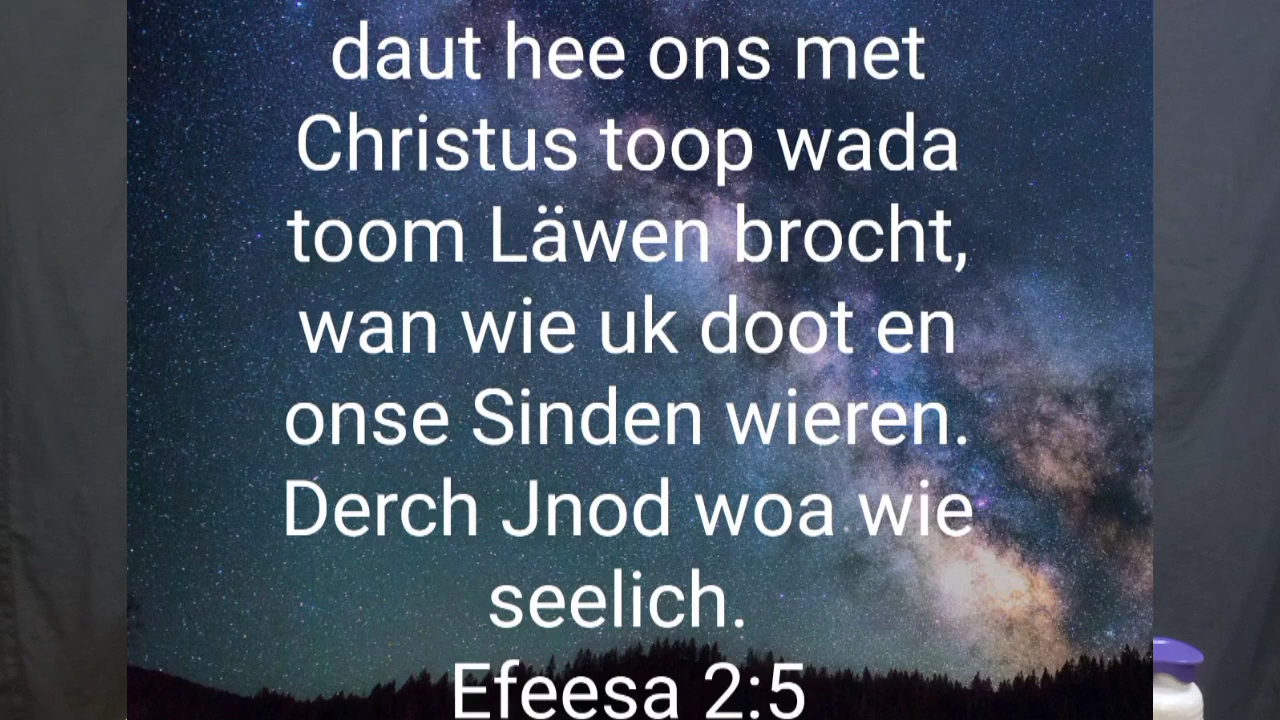 daut hee ons met
Christus toop wada
toom Läwen brocht,
wan wie uk doot en
onse Sinden wieren.
Derch Jnod woa wie
seelich.
Efeesa 2:5